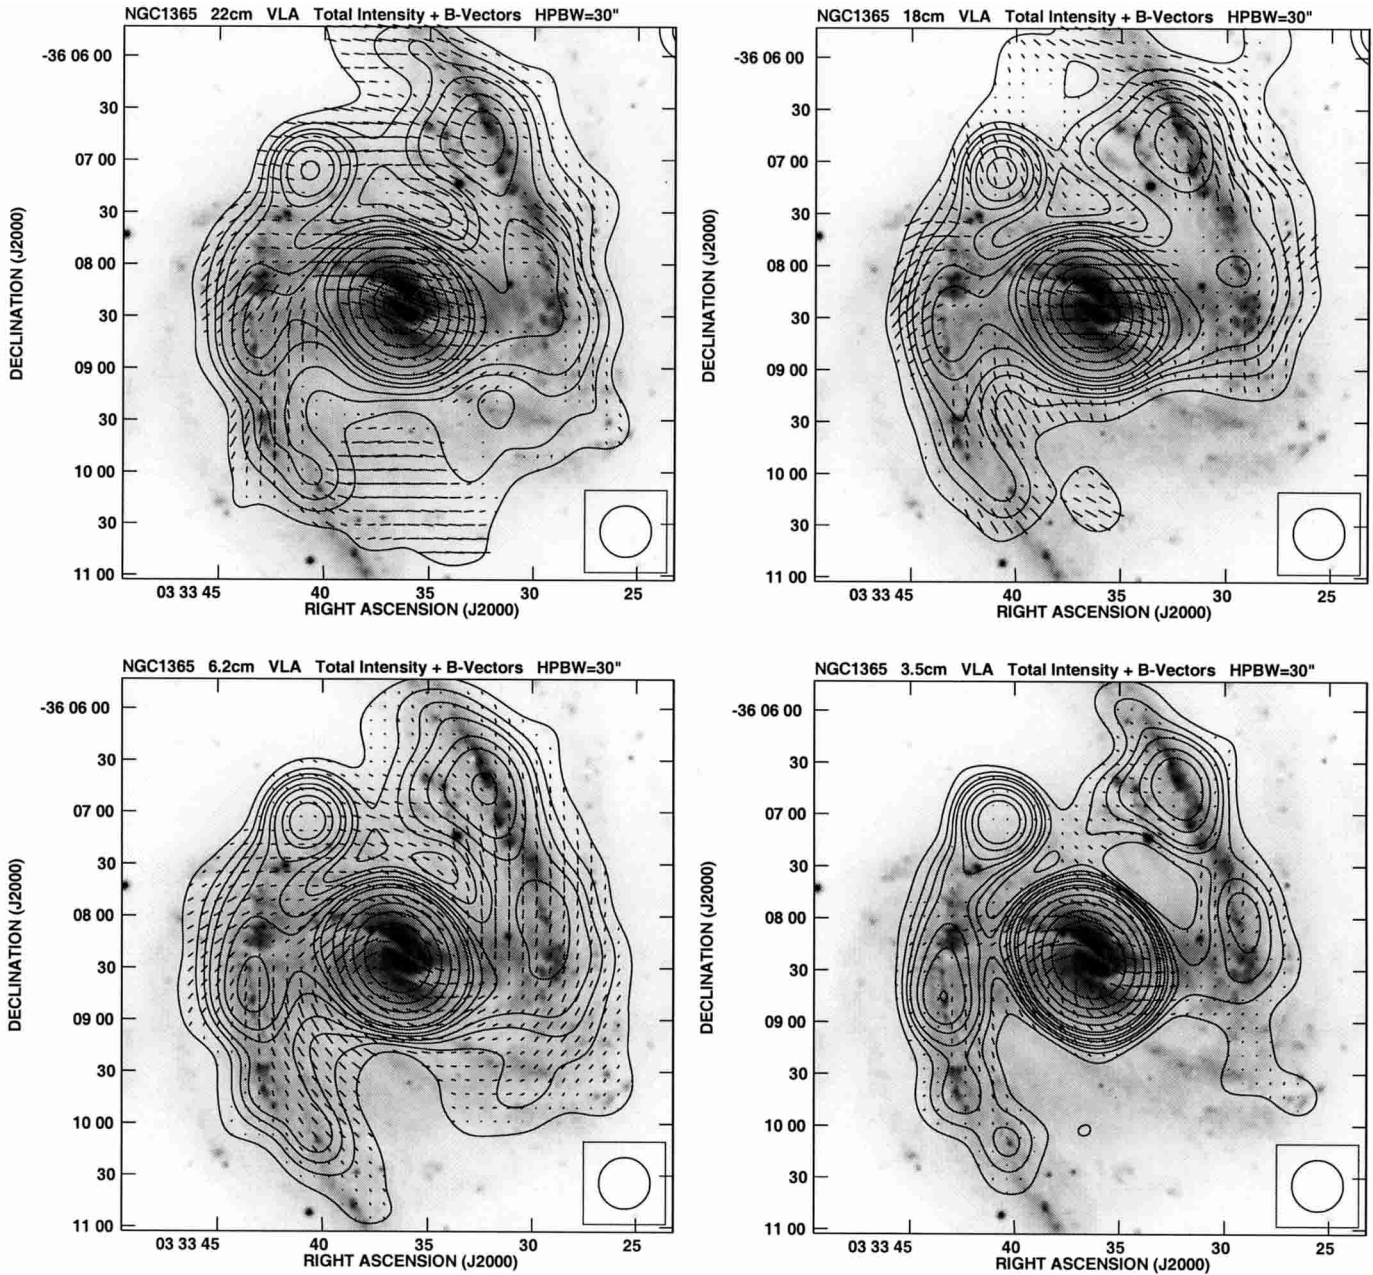 NGC1365 22cm VLA Total Intensity + B-Vectors HPBW=30"
-36 06 00
30
07 00
30
08 00
30
09 00
30
10 00
30
11 00
DECLINATION (J2000)
03 33 45
40
35
30
25
RIGHT ASCENSION (J2000)
NGC1365 18cm VLA Total Intensity + B-Vectors HPBW=30"
-36 06 00
30
07 00
30
08 00
30
09 00
30
10 00
30
11 00
DECLINATION (J2000)
03 33 45
40
35
30
25
RIGHT ASCENSION (J2000)
NGC1365 6.2cm VLA Total Intensity + B-Vectors HPBW=30"
-36 06 00
30
07 00
30
08 00
30
09 00
30
10 00
30
11 00
DECLINATION (J2000)
03 33 45
40
35
30
25
RIGHT ASCENSION (J2000)
NGC1365 3.5cm VLA Total Intensity + B-Vectors HPBW=30"
-36 06 00
30
07 00
30
08 00
30
09 00
30
10 00
30
11 00
DECLINATION (J2000)
03 33 45
40
35
30
25
RIGHT ASCENSION (J2000)